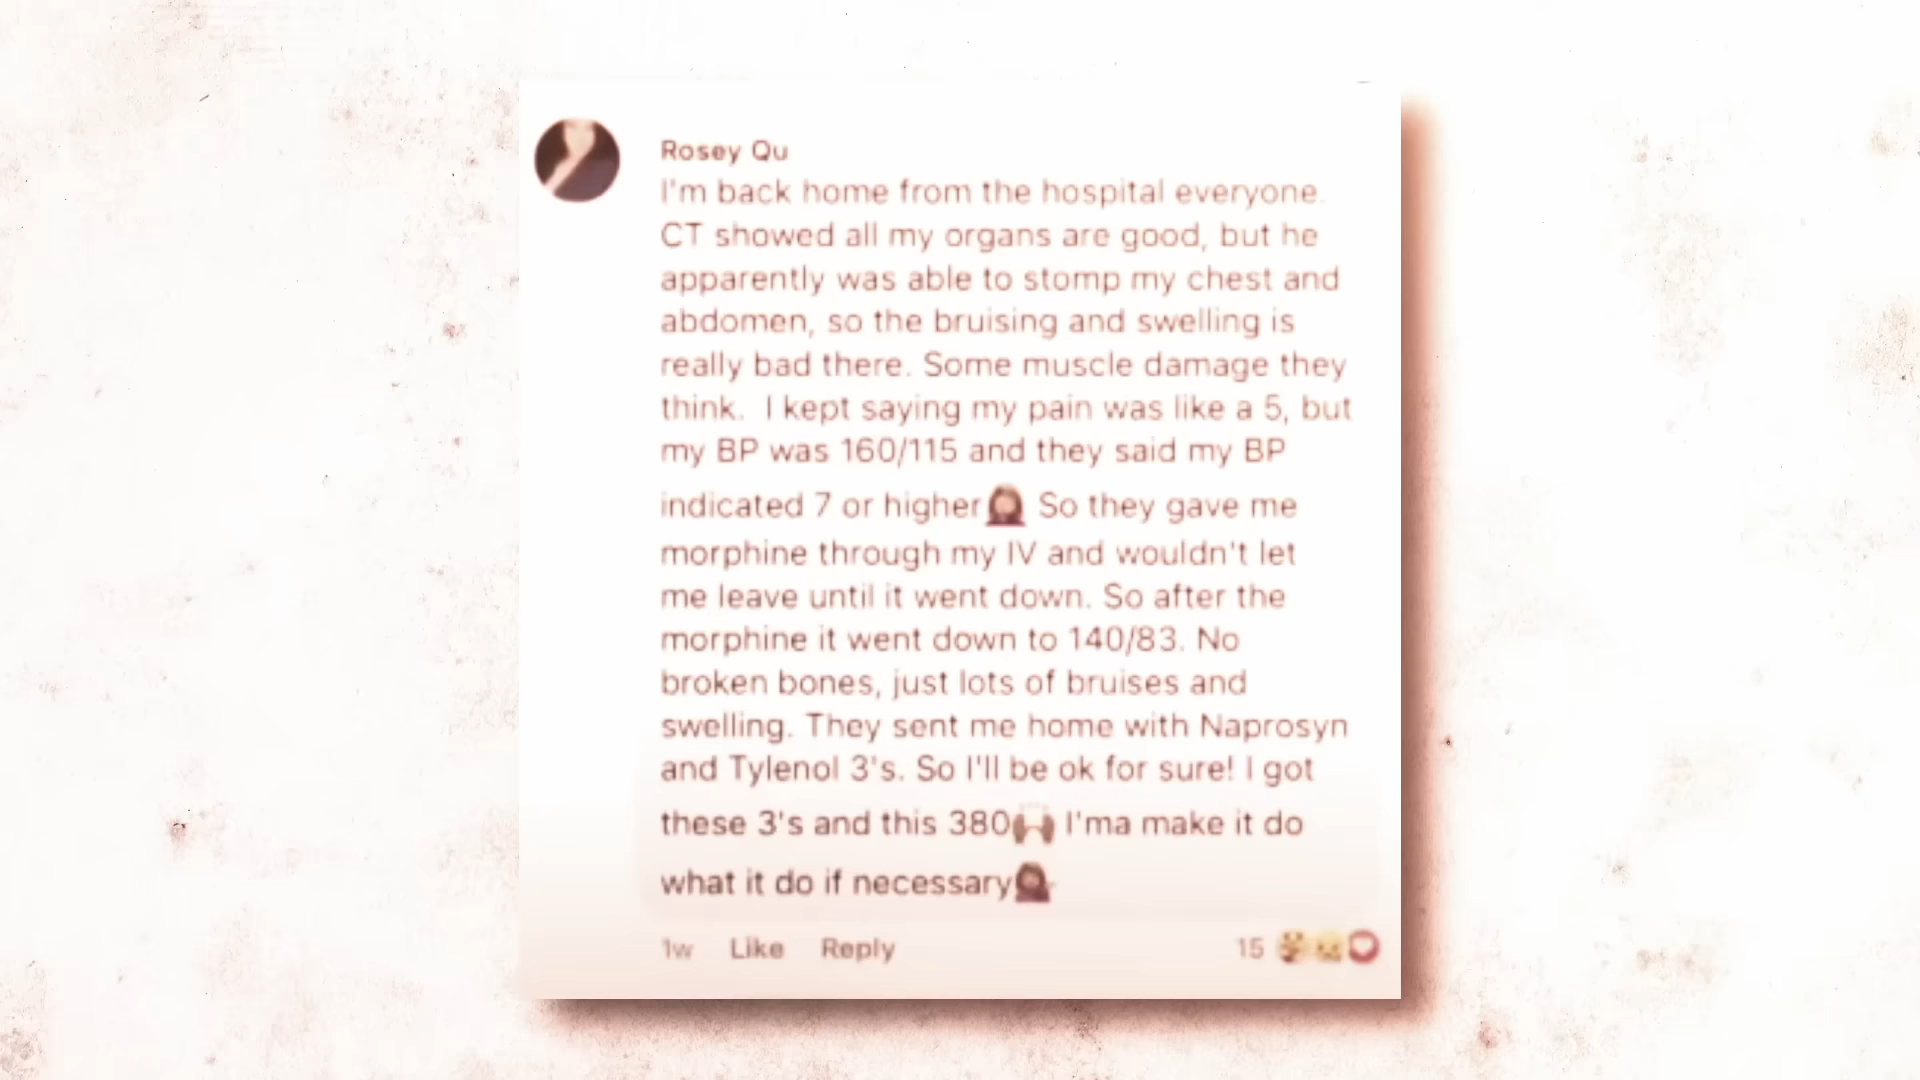 Rosey Qu
I'm back home from the hospital everyone.
CT showed all my organs are good, but he
apparently was able to stomp my chest and
abdomen, so the bruising and swelling is
really bad there. Some muscle damage they
think.  I kept saying my pain was like a 5, but
my BP was 160/115 and they said my BP
indicated 7 or higher🤦🏽‍♀️ So they gave me
morphine through my IV and wouldn't let
me leave until it went down. So after the
morphine it went down to 140/83. No
broken bones, just lots of bruises and
swelling. They sent me home with Naprosyn
and Tylenol 3's. So I'll be ok for sure! I got
these 3's and this 380🙌🏽 I'ma make it do
what it do if necessary🤷🏽‍♀️
1w Like Reply 15